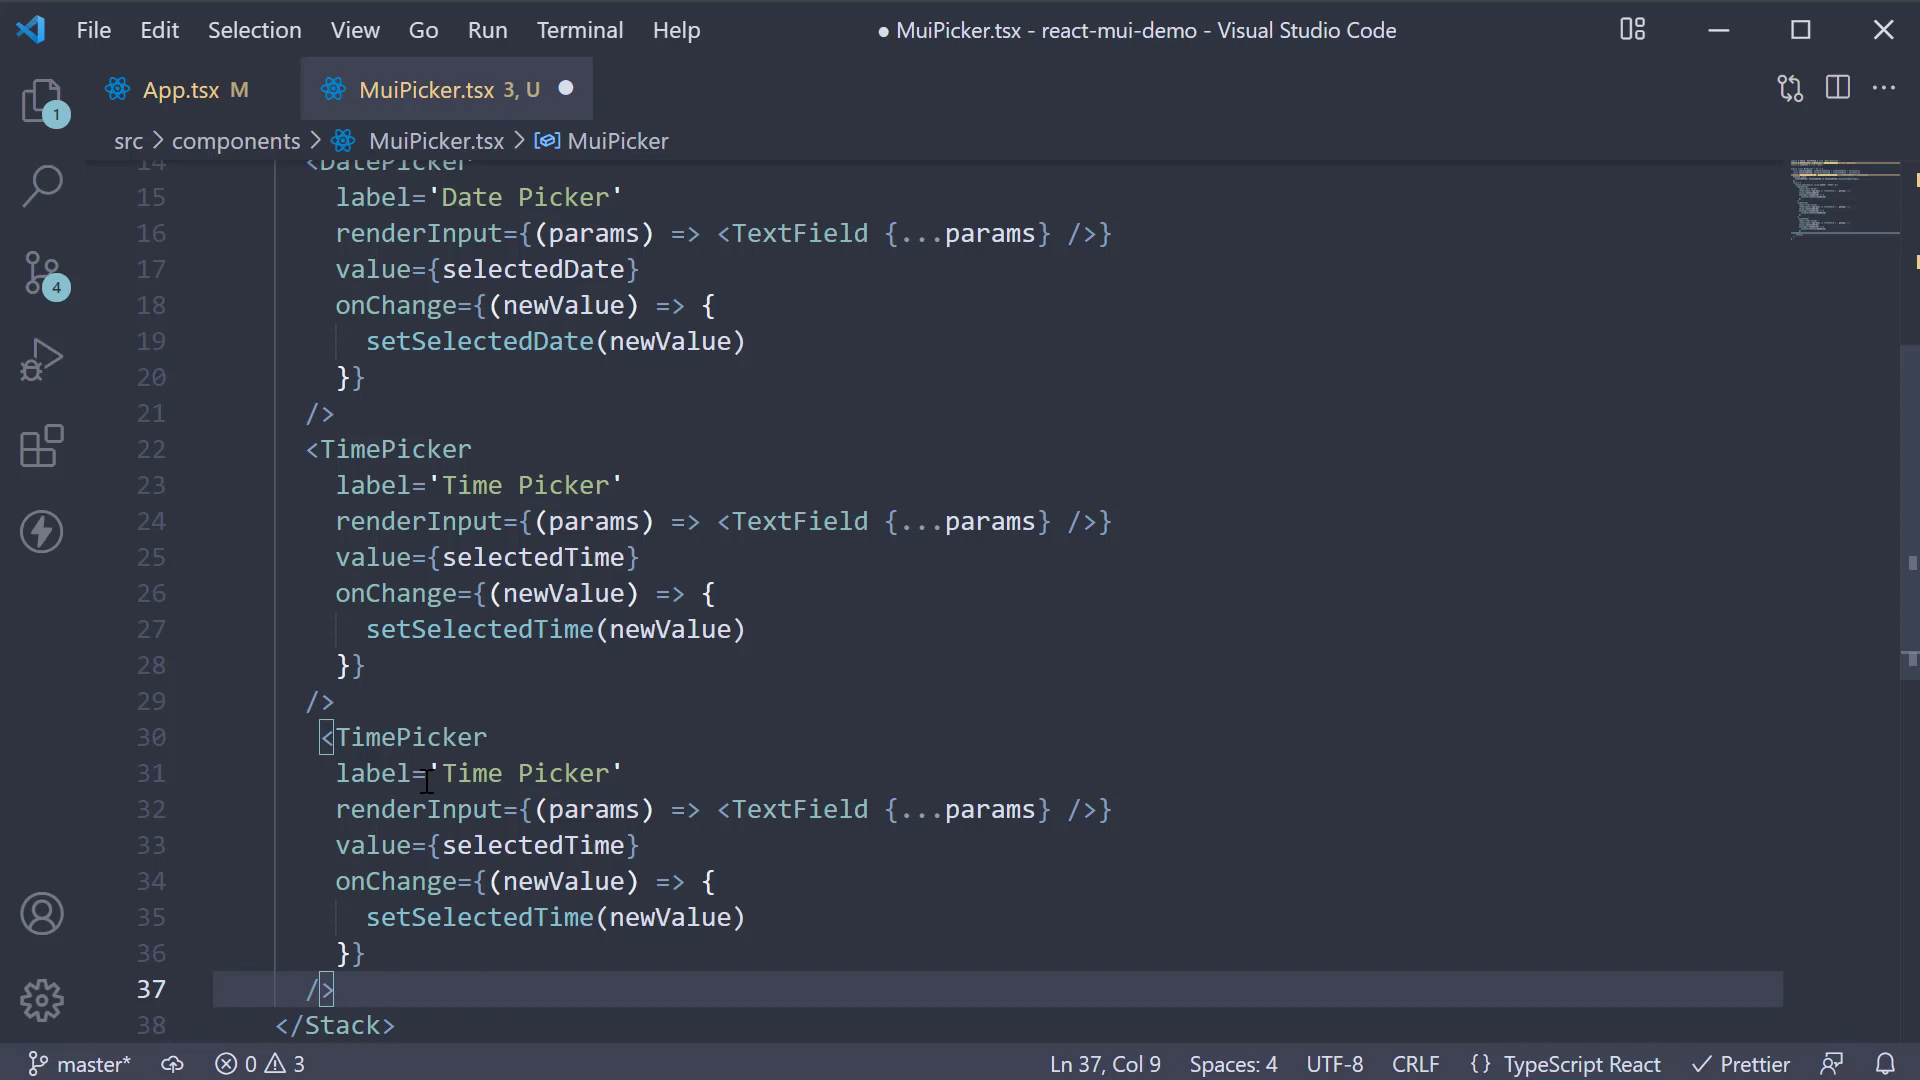 File Edit Selection View Go Run Terminal Help ● MuiPicker.tsx - react-mui-demo - Visual Studio Code
App.tsx M MuiPicker.tsx 3, U
src > components > MuiPicker.tsx > MuiPicker
1
4
14 <DatePicker
15 label='Date Picker'
16 renderInput={(params) => <TextField {...params} />}
17 value={selectedDate}
18 onChange={(newValue) => {
19 setSelectedDate(newValue)
20 }}
21 />
22 <TimePicker
23 label='Time Picker'
24 renderInput={(params) => <TextField {...params} />}
25 value={selectedTime}
26 onChange={(newValue) => {
27 setSelectedTime(newValue)
28 }}
29 />
30 <TimePicker
31 label='Time Picker'
32 renderInput={(params) => <TextField {...params} />}
33 value={selectedTime}
34 onChange={(newValue) => {
35 setSelectedTime(newValue)
36 }}
37 />
38 </Stack>
master* 0 3 Ln 37, Col 9 Spaces: 4 UTF-8 CRLF {} TypeScript React Prettier